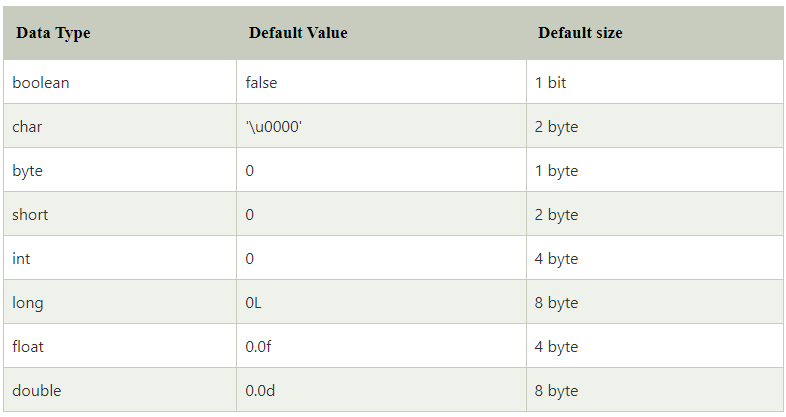 Data Type Default Value Default size
boolean false 1 bit
char '\u0000' 2 byte
byte 0 1 byte
short 0 2 byte
int 0 4 byte
long 0L 8 byte
float 0.0f 4 byte
double 0.0d 8 byte